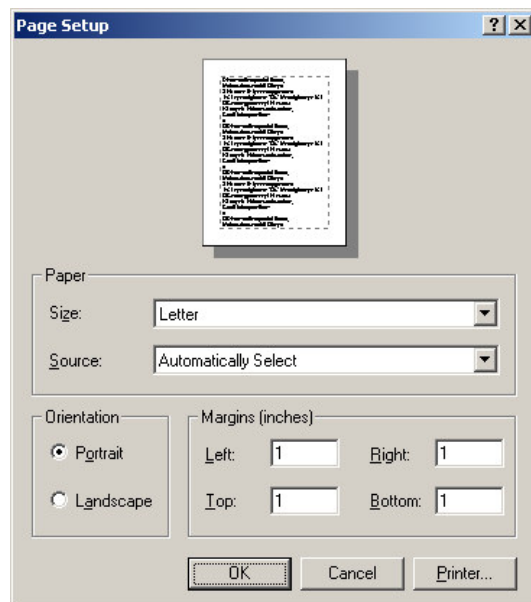 Page Setup
Paper
Size: Letter
Source: Automatically Select
Orientation
Portrait
Landscape
Margins (inches)
Left: 1 Right: 1
Top: 1 Bottom: 1
OK Cancel Printer...